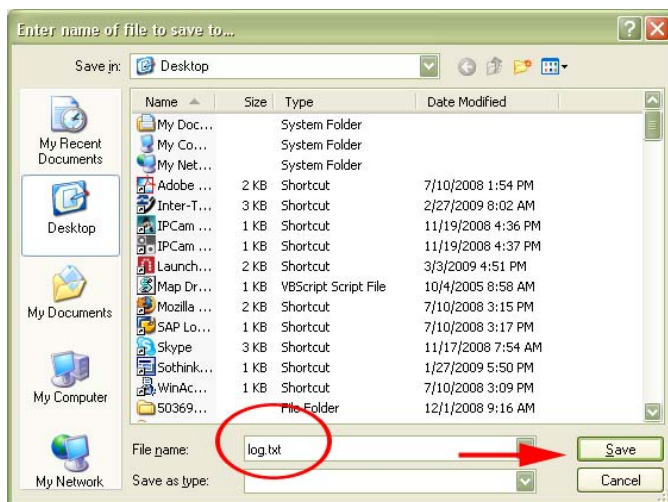 Enter name of file to save to...
Save in: Desktop
My Recent Documents
Desktop
My Documents
My Computer
My Network
Name Size Type Date Modified
My Doc... System Folder
My Co... System Folder
My Net... System Folder
Adobe ... 2 KB Shortcut 7/10/2008 1:54 PM
Inter-T... 3 KB Shortcut 2/27/2009 8:02 AM
IPCam ... 1 KB Shortcut 11/19/2008 4:36 PM
IPCam ... 1 KB Shortcut 11/19/2008 4:37 PM
Launch... 2 KB Shortcut 3/3/2009 4:51 PM
Map Dr... 1 KB VBScript Script File 10/4/2005 8:58 AM
Mozilla ... 2 KB Shortcut 7/10/2008 3:15 PM
SAP Lo... 1 KB Shortcut 7/10/2008 3:17 PM
Skype 3 KB Shortcut 11/17/2008 7:54 AM
Sothink... 1 KB Shortcut 1/27/2009 5:50 PM
WinAc... 1 KB Shortcut 7/10/2008 3:09 PM
50369... File Folder 12/1/2008 9:16 AM
File name: log.txt Save
Save as type: Cancel